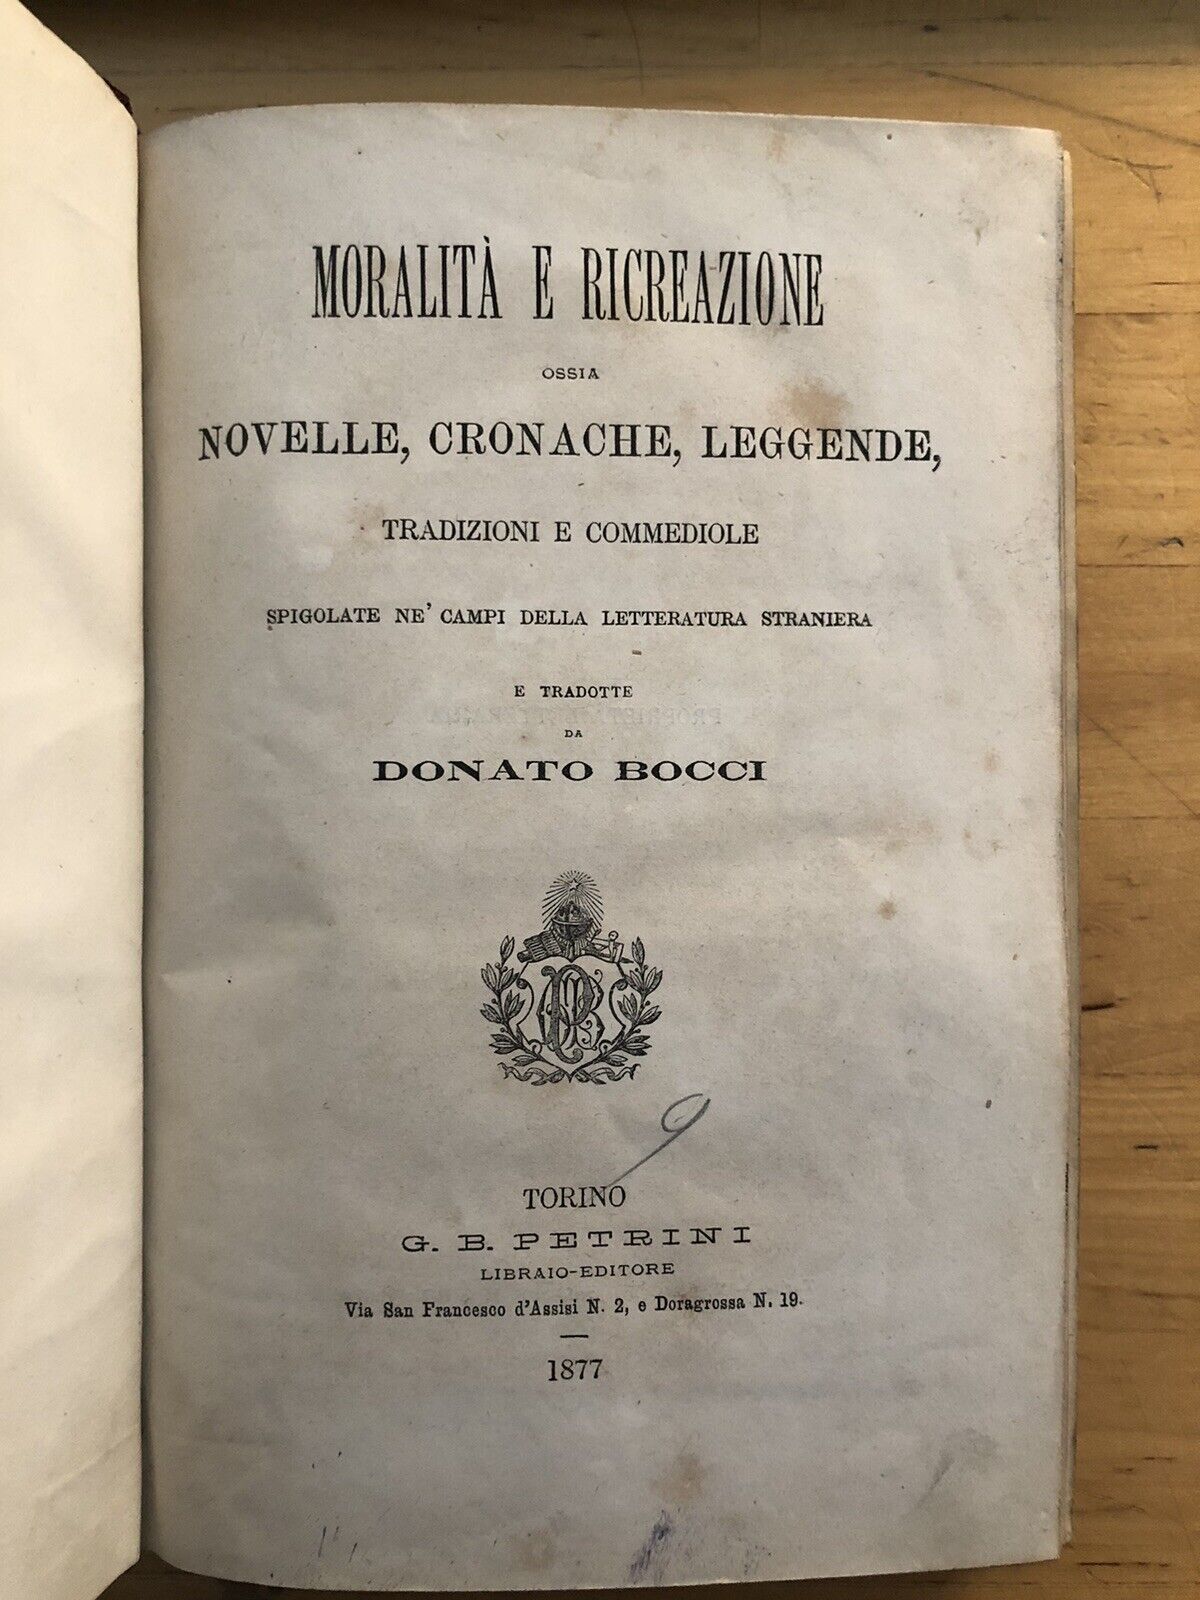 MORALITÀ E RICREAZIONE
OSSIA
NOVELLE, CRONACHE, LEGGENDE,
TRADIZIONI E COMMEDIOLE
SPIGOLATE NE' CAMPI DELLA LETTERATURA STRANIERA
E TRADOTTE
DA
DONATO BOCCI
9
TORINO
G. B. PETRINI
LIBRAIO-EDITORE
Via San Francesco d'Assisi N. 2, e Doragrossa N. 19.
1877